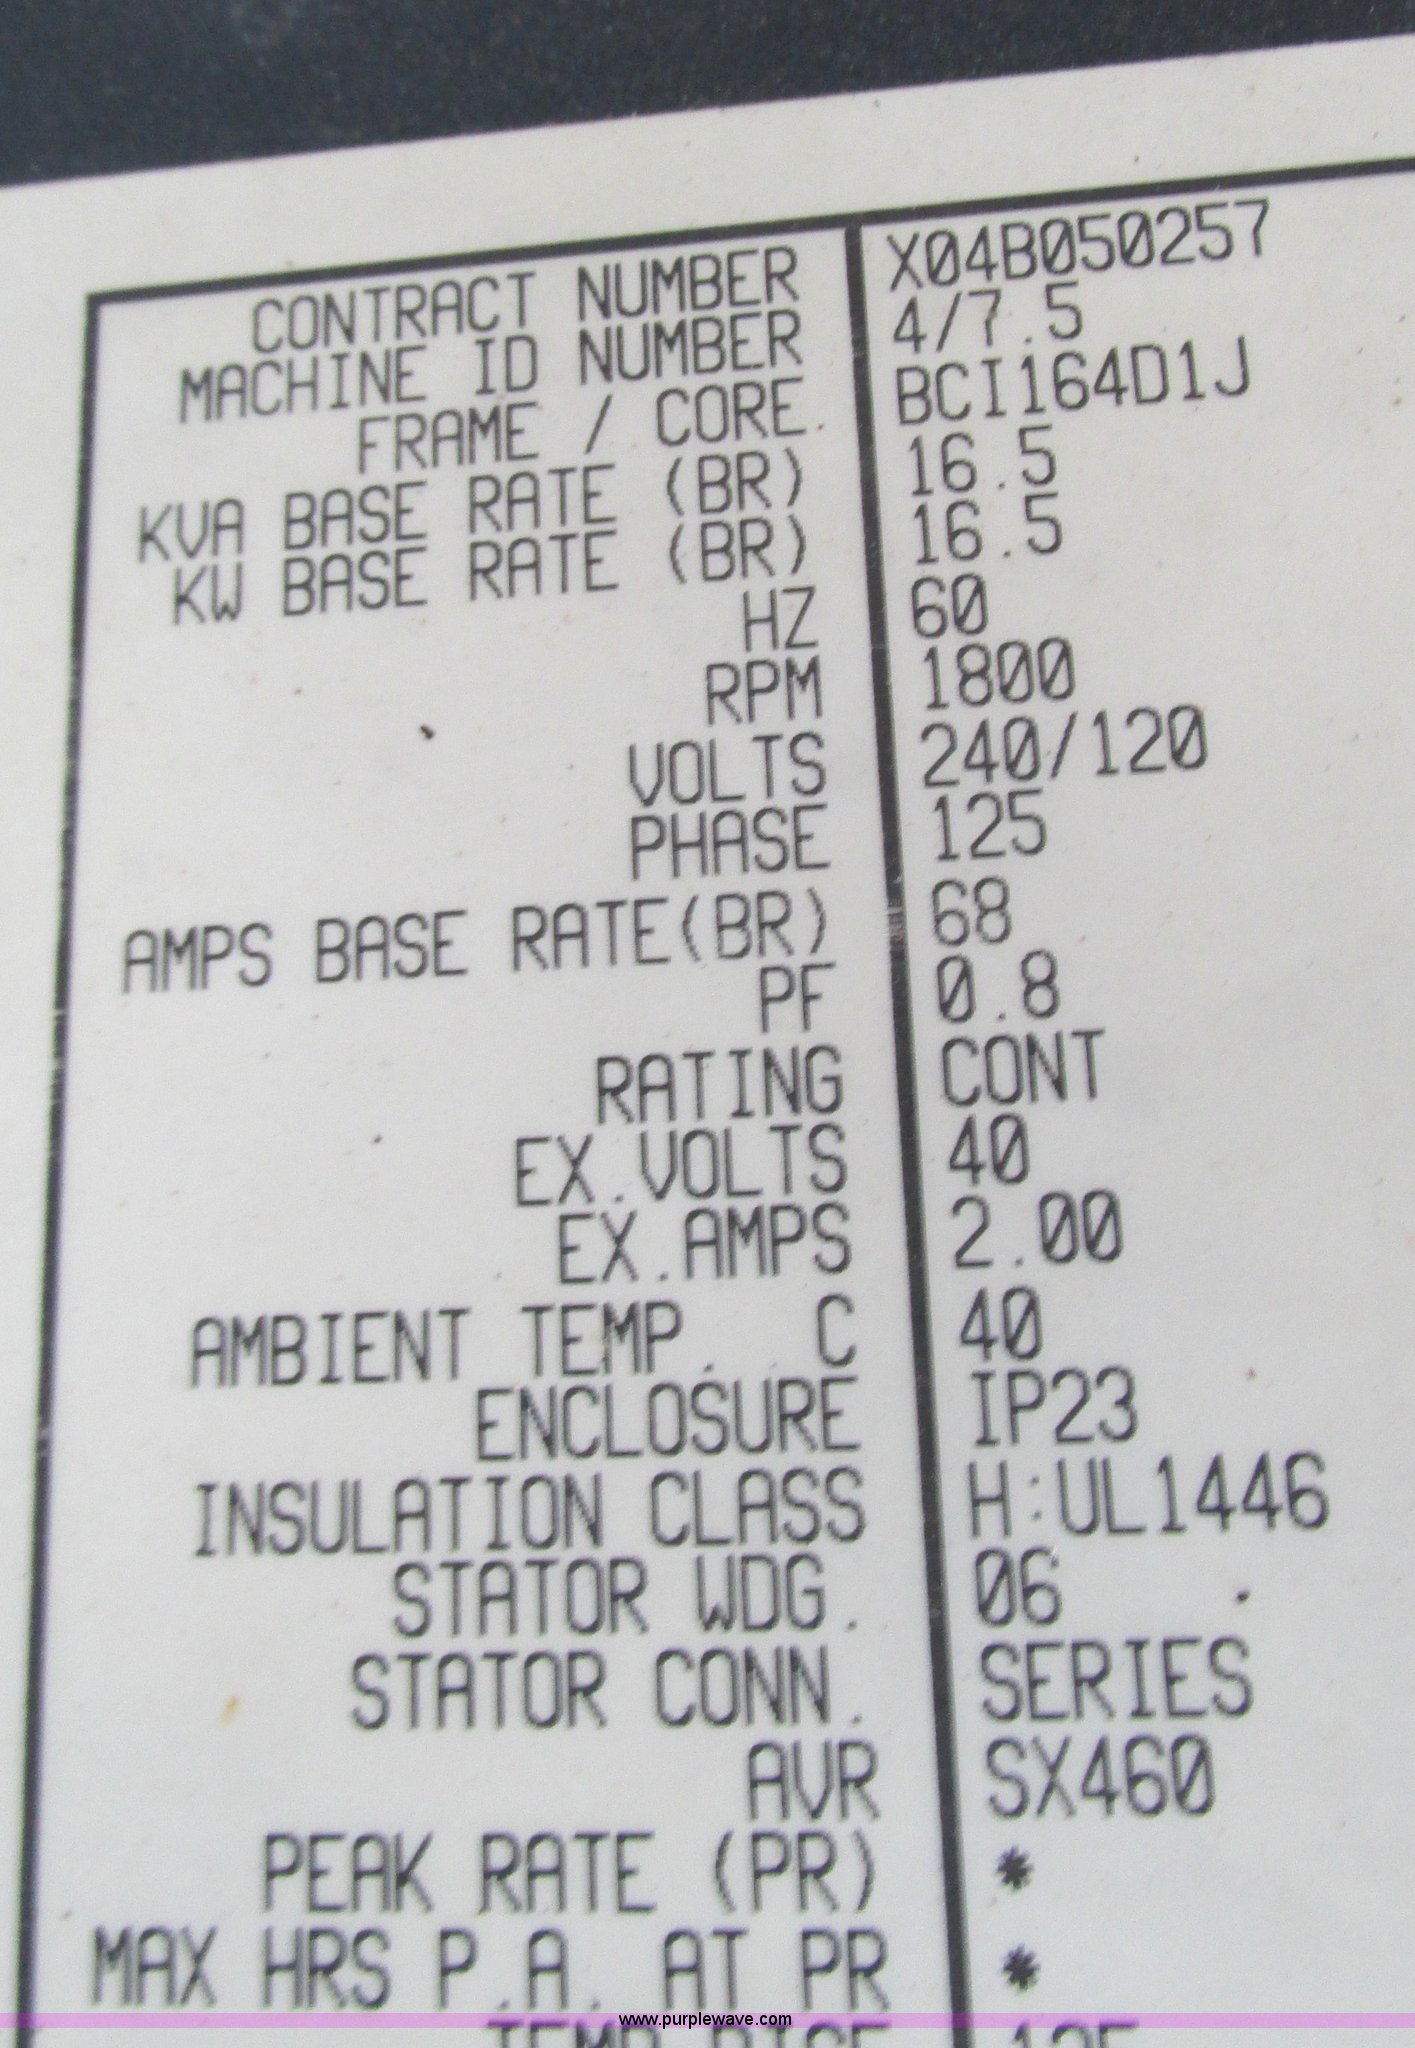 CONTRACT NUMBER X04B050257
MACHINE ID NUMBER 4/7.5
FRAME / CORE. BCI164D1J
KVA BASE RATE (BR) 16.5
KW BASE RATE (BR) 16.5
HZ 60
RPM 1800
VOLTS 240/120
PHASE 125
AMPS BASE RATE(BR) 68
PF 0.8
RATING CONT
EX.VOLTS 40
EX.AMPS 2.00
AMBIENT TEMP. C 40
ENCLOSURE IP23
INSULATION CLASS H:UL1446
STATOR WDG. 06
STATOR CONN. SERIES
AVR SX460
PEAK RATE (PR) *
MAX HRS P.A. AT PR *
www.purplewave.com
TEMP RISE 125